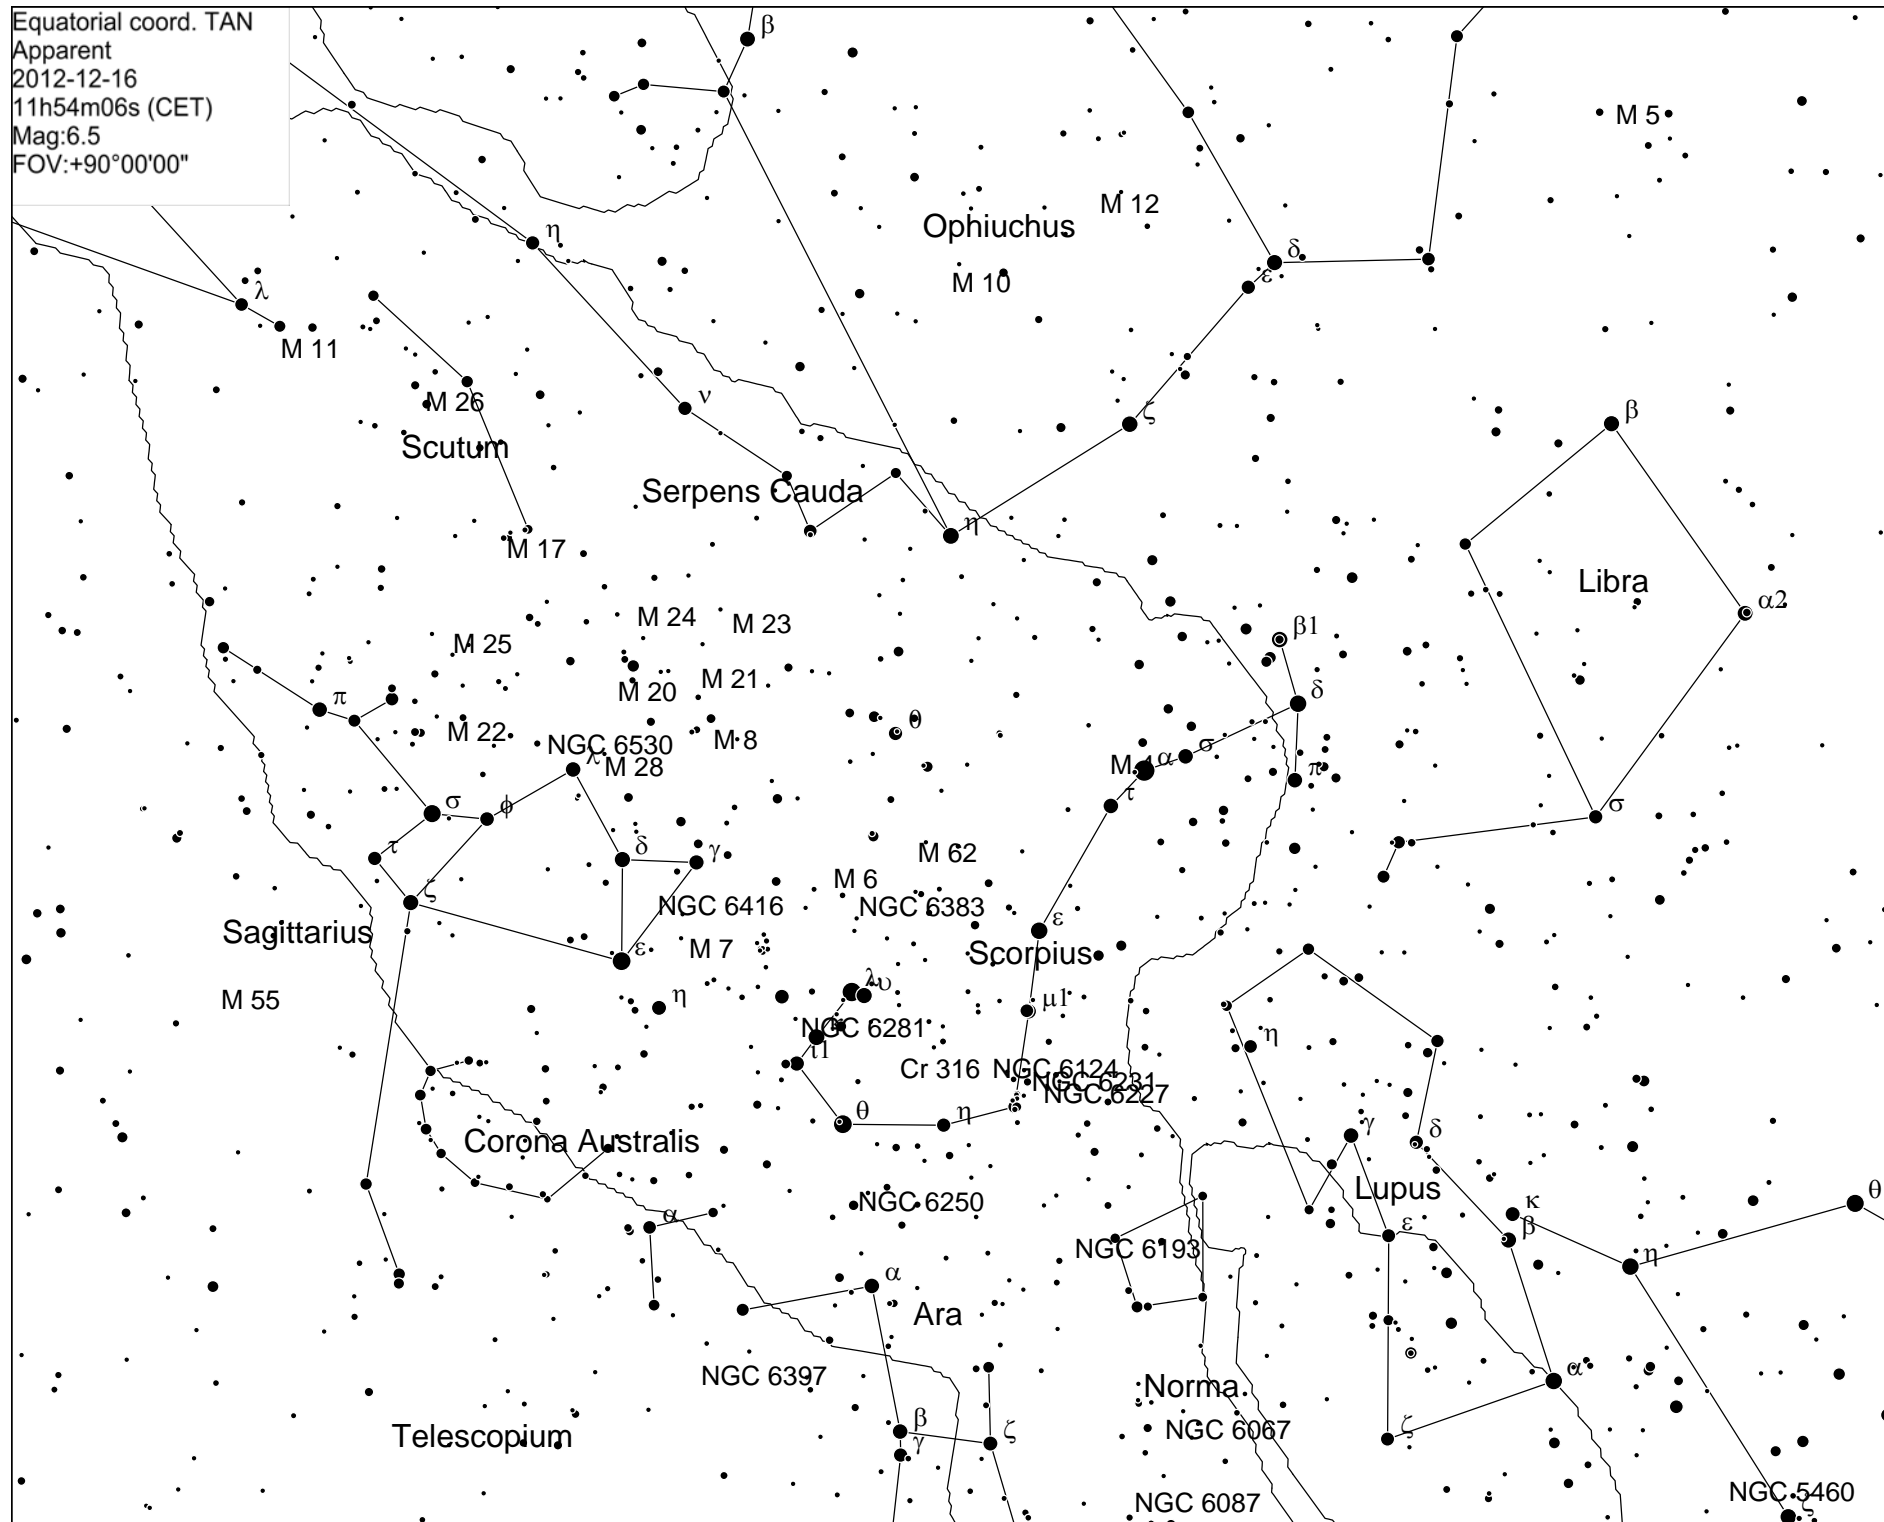 Equatorial coord. TAN
Apparent
2012-12-16
11h54m06s (CET)
Mag:6.5
FOV:+90°00'00"
β
M 5
M 12
Ophiuchus
η
δ
ε
M 10
λ
M 11
M 26
ν
ζ
β
Scutum
Serpens Cauda
η
M 17
Libra
α2
M 24
M 23
β1
M 25
M 21
M 20
π
δ
θ
M 22
M 8
NGC 6530
λ
M 28
σ
α
M 4
π
τ
σ
ϕ
σ
τ
δ
γ
M 62
M 6
ζ
NGC 6416
NGC 6383
ε
Sagittarius
ε
M 7
Scorpius
λ
υ
M 55
η
μ1
NGC 6281
η
ι1
Cr 316
NGC 6124
NGC 6231
NGC 6227
θ
η
γ
δ
Corona Australis
Lupus
θ
NGC 6250
κ
α
β
ε
NGC 6193
η
α
Ara
NGC 6397
Norma
α
β
ζ
γ
NGC 6067
ζ
Telescopium
NGC 6087
NGC 5460
ζ